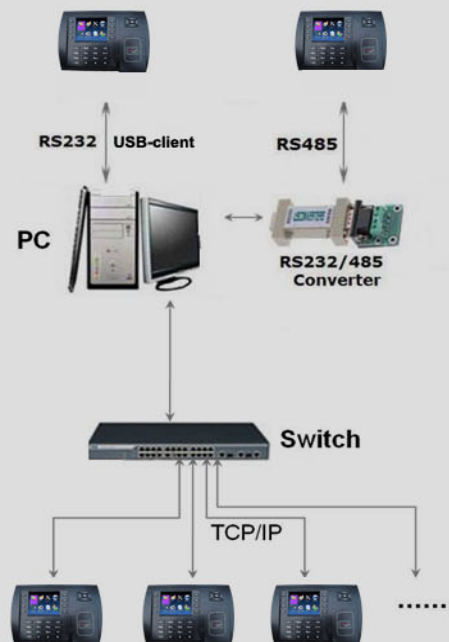 RS232 USB-client
RS485
PC
RS232/485
Converter
Switch
TCP/IP
......